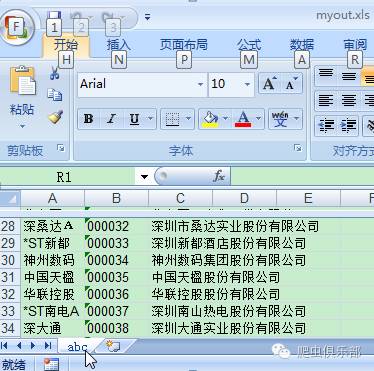 myout.xls
F 1 2 3
开始 插入 页面布局 公式 数据 审阅
H N P M A R
粘贴 Arial 10 A A
B I U A wén
剪贴板 字体 对齐方式
R1 fx
A B C D E F
28 深桑达A 000032 深圳市桑达实业股份有限公司
29 *ST新都 000033 深圳新都酒店股份有限公司
30 神州数码 000034 神州数码集团股份有限公司
31 中国天楹 000035 中国天楹股份有限公司
32 华联控股 000036 华联控股股份有限公司
33 *ST南电A 000037 深圳南山热电股份有限公司
34 深大通 000038 深圳大通实业股份有限公司
abc
就绪
爬虫俱乐部